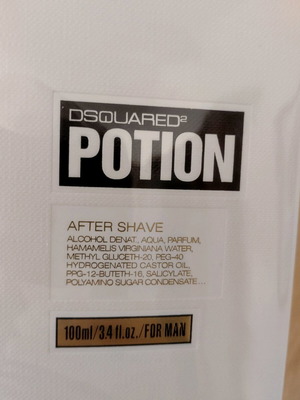 DSQUARED²
POTION
AFTER SHAVE
ALCOHOL DENAT., AQUA, PARFUM,
HAMAMELIS VIRGINIANA WATER,
METHYL GLUCETH-20, PEG-40
HYDROGENATED CASTOR OIL,
PPG-12-BUTETH-16, SALICYLATE,
POLYAMINO SUGAR CONDENSATE...
100ml/3.4 fl.oz./FOR MAN